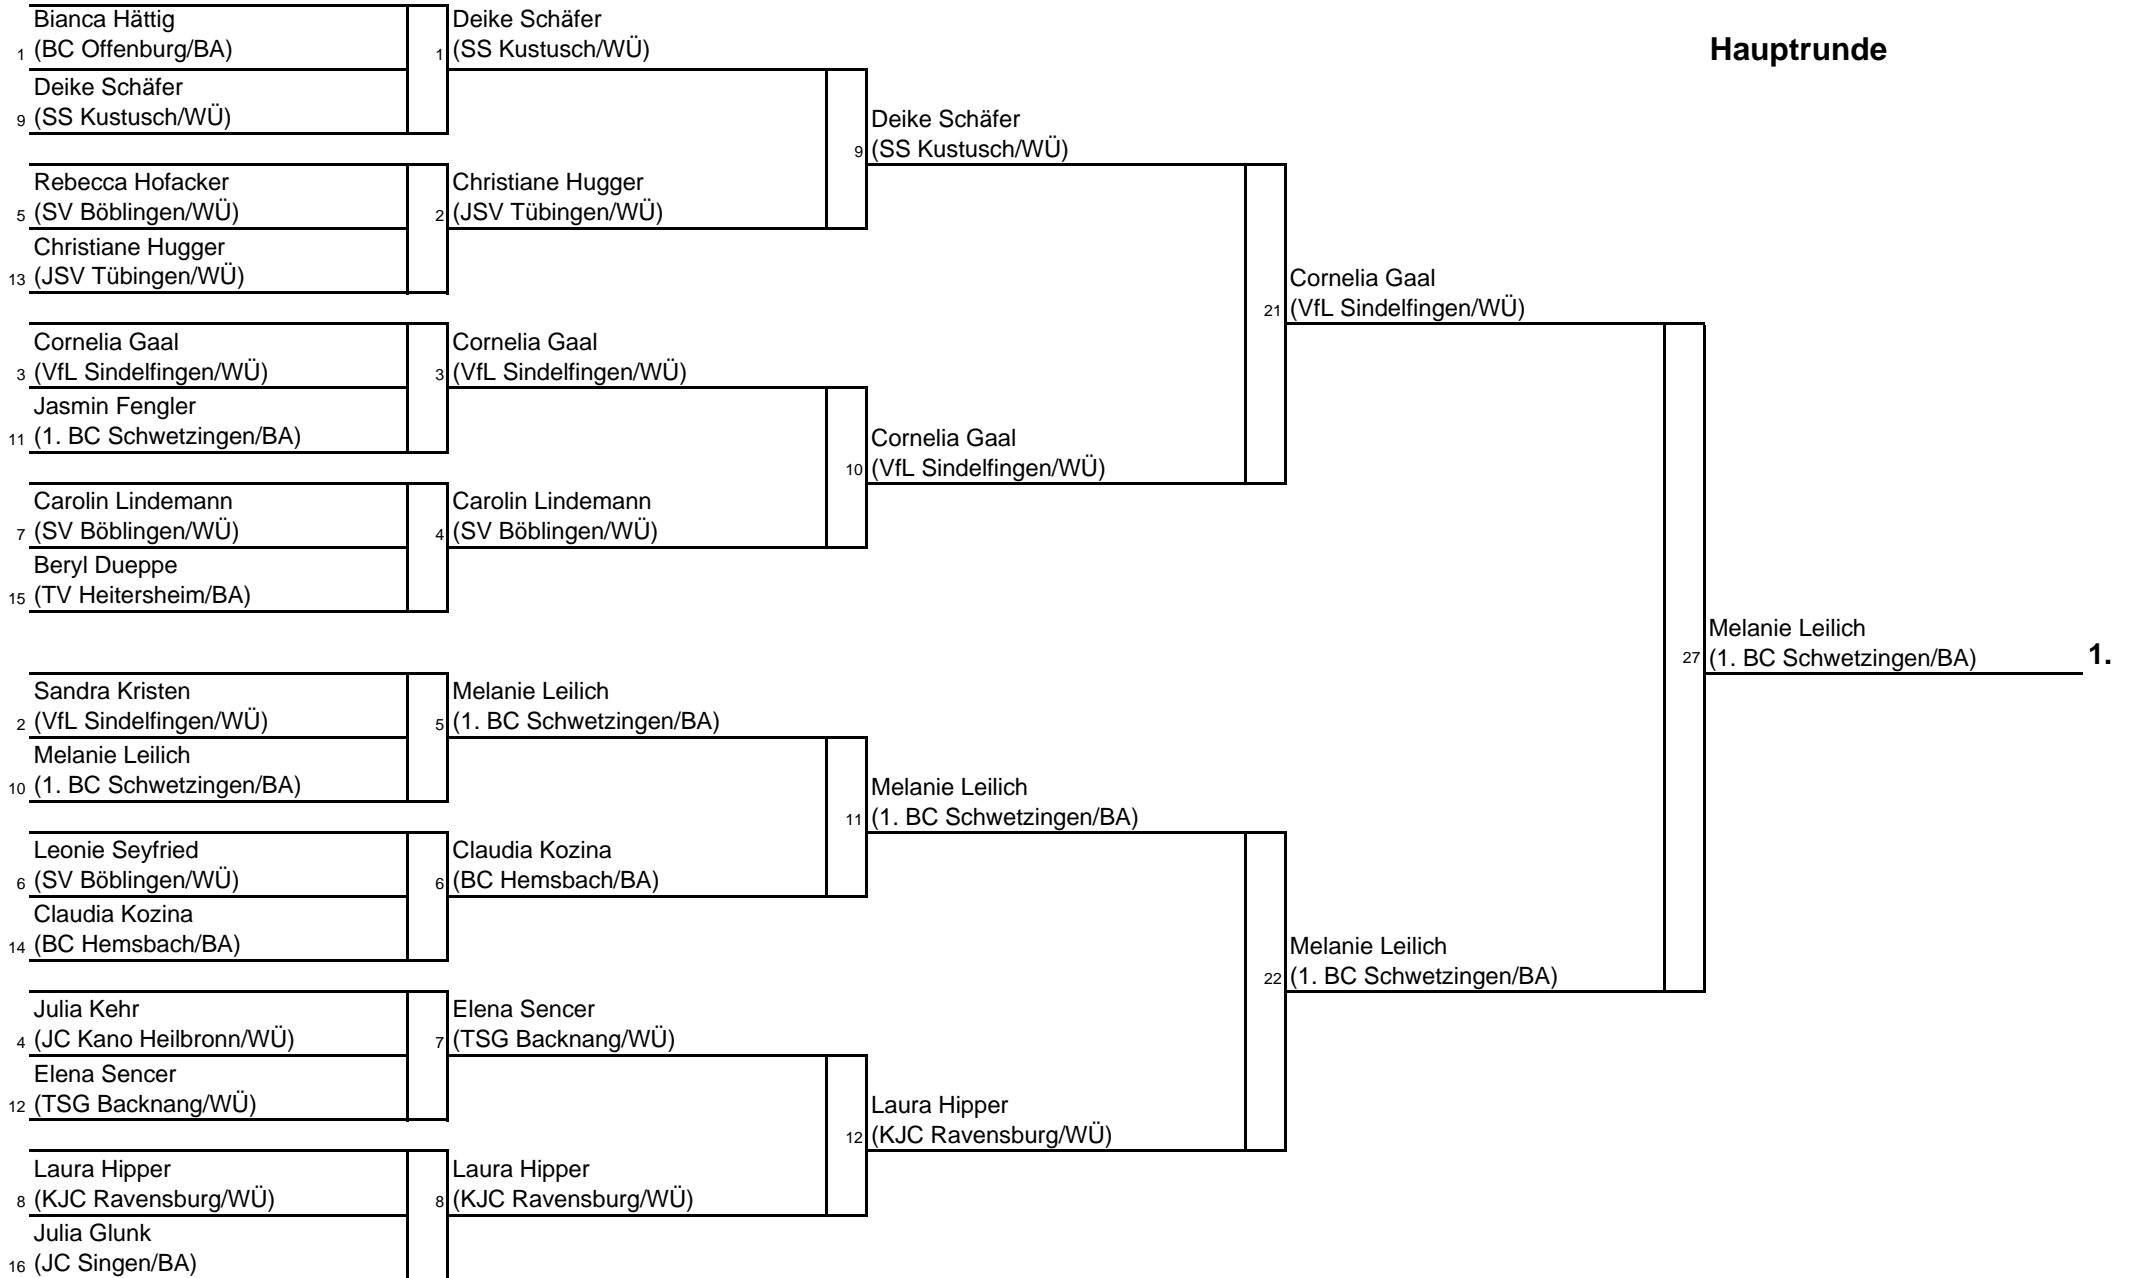 Hauptrunde
Bianca Hättig
1 (BC Offenburg/BA)
Deike Schäfer
9 (SS Kustusch/WÜ)
Rebecca Hofacker
5 (SV Böblingen/WÜ)
Christiane Hugger
13 (JSV Tübingen/WÜ)
Cornelia Gaal
3 (VfL Sindelfingen/WÜ)
Jasmin Fengler
11 (1. BC Schwetzingen/BA)
Carolin Lindemann
7 (SV Böblingen/WÜ)
Beryl Dueppe
15 (TV Heitersheim/BA)
Sandra Kristen
2 (VfL Sindelfingen/WÜ)
Melanie Leilich
10 (1. BC Schwetzingen/BA)
Leonie Seyfried
6 (SV Böblingen/WÜ)
Claudia Kozina
14 (BC Hemsbach/BA)
Julia Kehr
4 (JC Kano Heilbronn/WÜ)
Elena Sencer
12 (TSG Backnang/WÜ)
Laura Hipper
8 (KJC Ravensburg/WÜ)
Julia Glunk
16 (JC Singen/BA)
Deike Schäfer
1 (SS Kustusch/WÜ)
Christiane Hugger
2 (JSV Tübingen/WÜ)
Cornelia Gaal
3 (VfL Sindelfingen/WÜ)
Carolin Lindemann
4 (SV Böblingen/WÜ)
Melanie Leilich
5 (1. BC Schwetzingen/BA)
Claudia Kozina
6 (BC Hemsbach/BA)
Elena Sencer
7 (TSG Backnang/WÜ)
Laura Hipper
8 (KJC Ravensburg/WÜ)
Deike Schäfer
9 (SS Kustusch/WÜ)
Cornelia Gaal
10 (VfL Sindelfingen/WÜ)
Melanie Leilich
11 (1. BC Schwetzingen/BA)
Laura Hipper
12 (KJC Ravensburg/WÜ)
Cornelia Gaal
21 (VfL Sindelfingen/WÜ)
Melanie Leilich
22 (1. BC Schwetzingen/BA)
Melanie Leilich
27 (1. BC Schwetzingen/BA) 1.